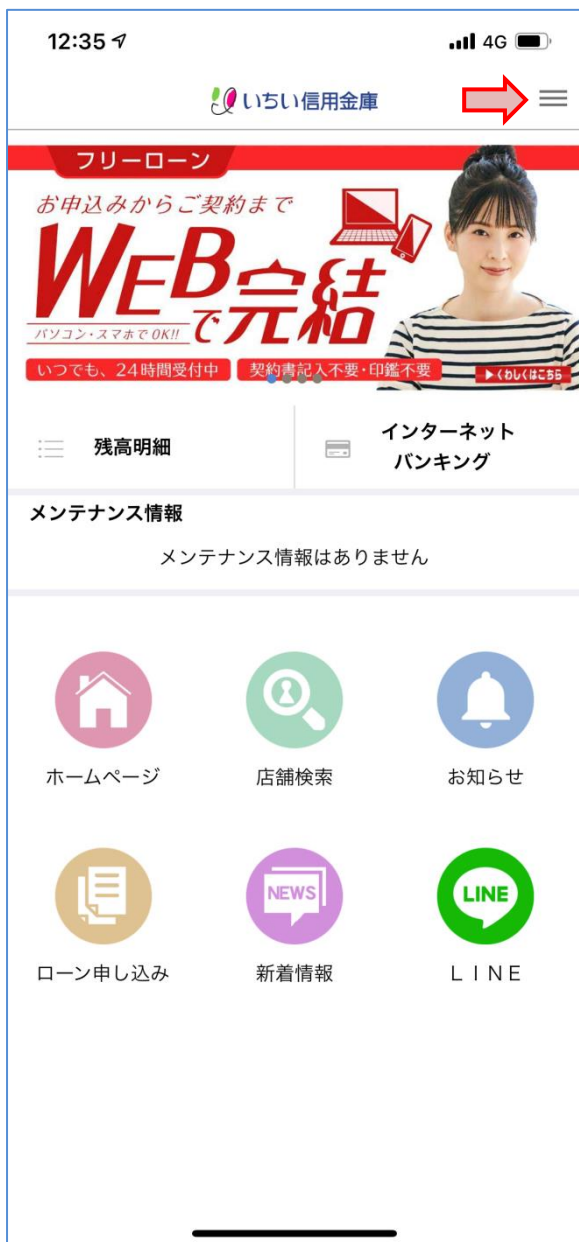 12:35
4G
いちい信用金庫
フリーローン
お申込みからご契約まで
WEBで完結
パソコン・スマホでOK!!
いつでも、24時間受付中 契約書記入不要・印鑑不要 ▶くわしくはこちら
残高明細
インターネット
バンキング
メンテナンス情報
メンテナンス情報はありません
ホームページ 店舗検索 お知らせ
NEWS LINE
ローン申し込み 新着情報 ＬＩＮＥ